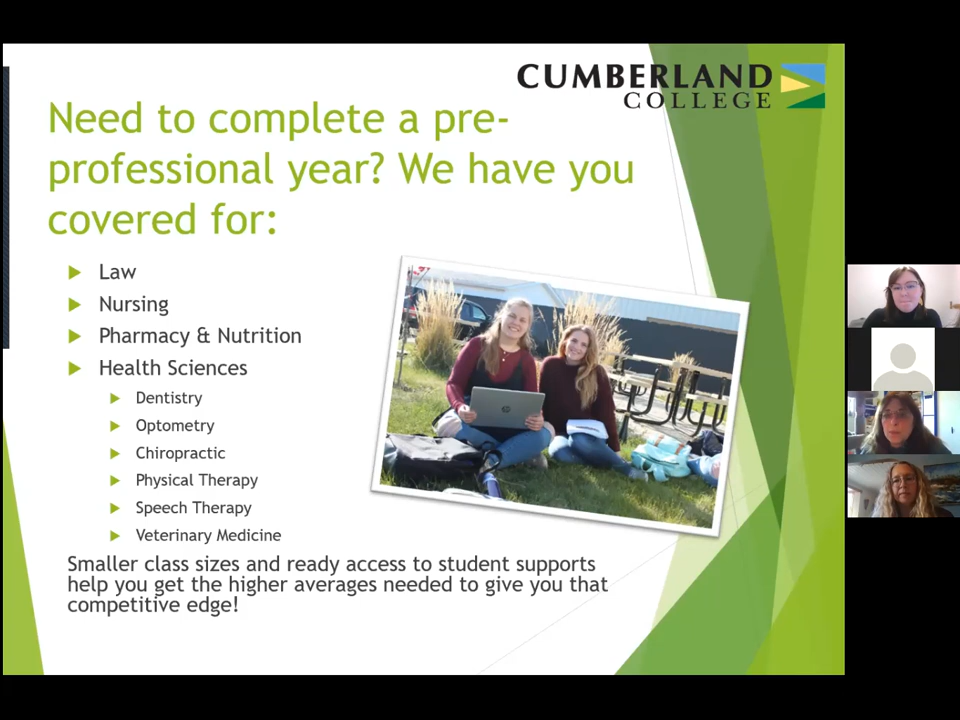 CUMBERLAND
COLLEGE
Need to complete a pre-
professional year? We have you
covered for:
Law
Nursing
Pharmacy & Nutrition
Health Sciences
Dentistry
Optometry
Chiropractic
Physical Therapy
Speech Therapy
Veterinary Medicine
Smaller class sizes and ready access to student supports
help you get the higher averages needed to give you that
competitive edge!